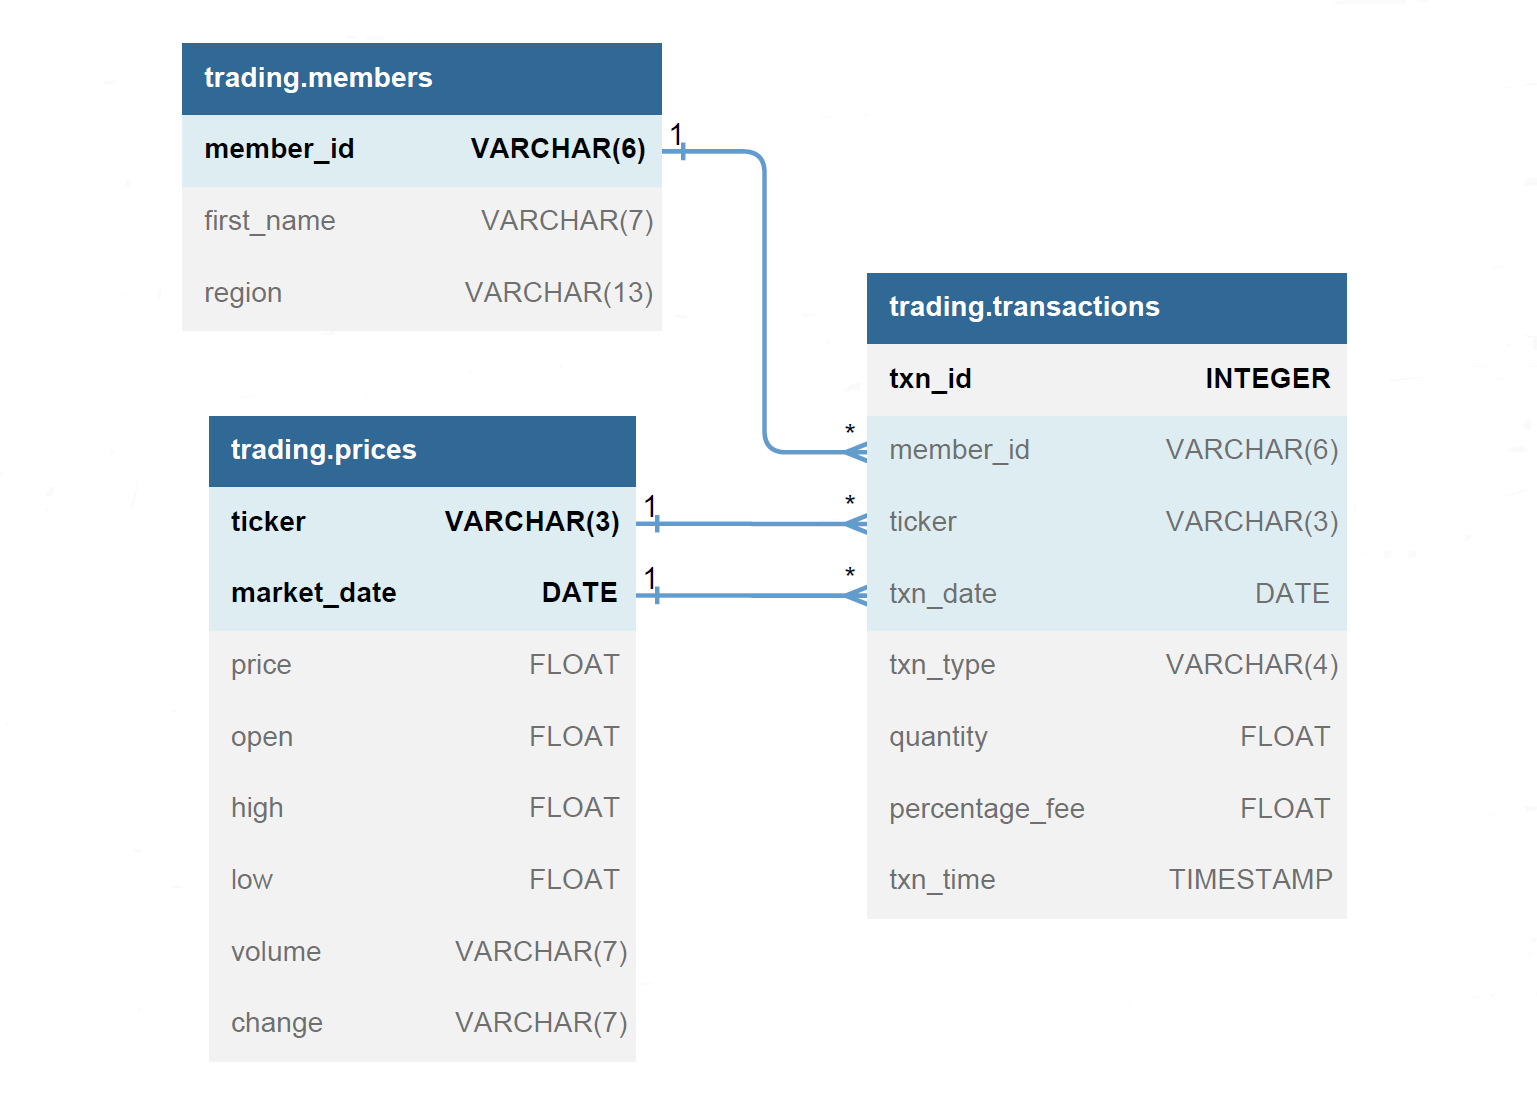 trading.members
member_id VARCHAR(6)
first_name VARCHAR(7)
region VARCHAR(13)
1
trading.prices
ticker VARCHAR(3)
market_date DATE
price FLOAT
open FLOAT
high FLOAT
low FLOAT
volume VARCHAR(7)
change VARCHAR(7)
1
1
trading.transactions
txn_id INTEGER
* member_id VARCHAR(6)
* ticker VARCHAR(3)
* txn_date DATE
txn_type VARCHAR(4)
quantity FLOAT
percentage_fee FLOAT
txn_time TIMESTAMP